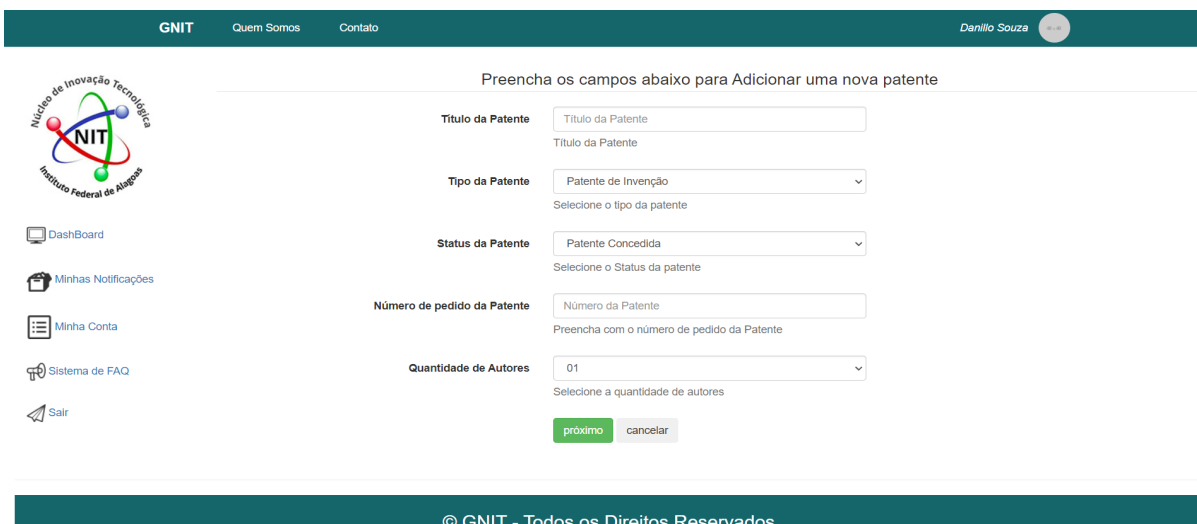 GNIT Quem Somos Contato Danillo Souza
Núcleo de Inovação Tecnológica
NIT
Instituto Federal de Alagoas
DashBoard
Minhas Notificações
Minha Conta
Sistema de FAQ
Sair
Preencha os campos abaixo para Adicionar uma nova patente
Título da Patente Título da Patente
Título da Patente
Tipo da Patente Patente de Invenção
Selecione o tipo da patente
Status da Patente Patente Concedida
Selecione o Status da patente
Número de pedido da Patente Número da Patente
Preencha com o número de pedido da Patente
Quantidade de Autores 01
Selecione a quantidade de autores
próximo cancelar
© GNIT - Todos os Direitos Reservados